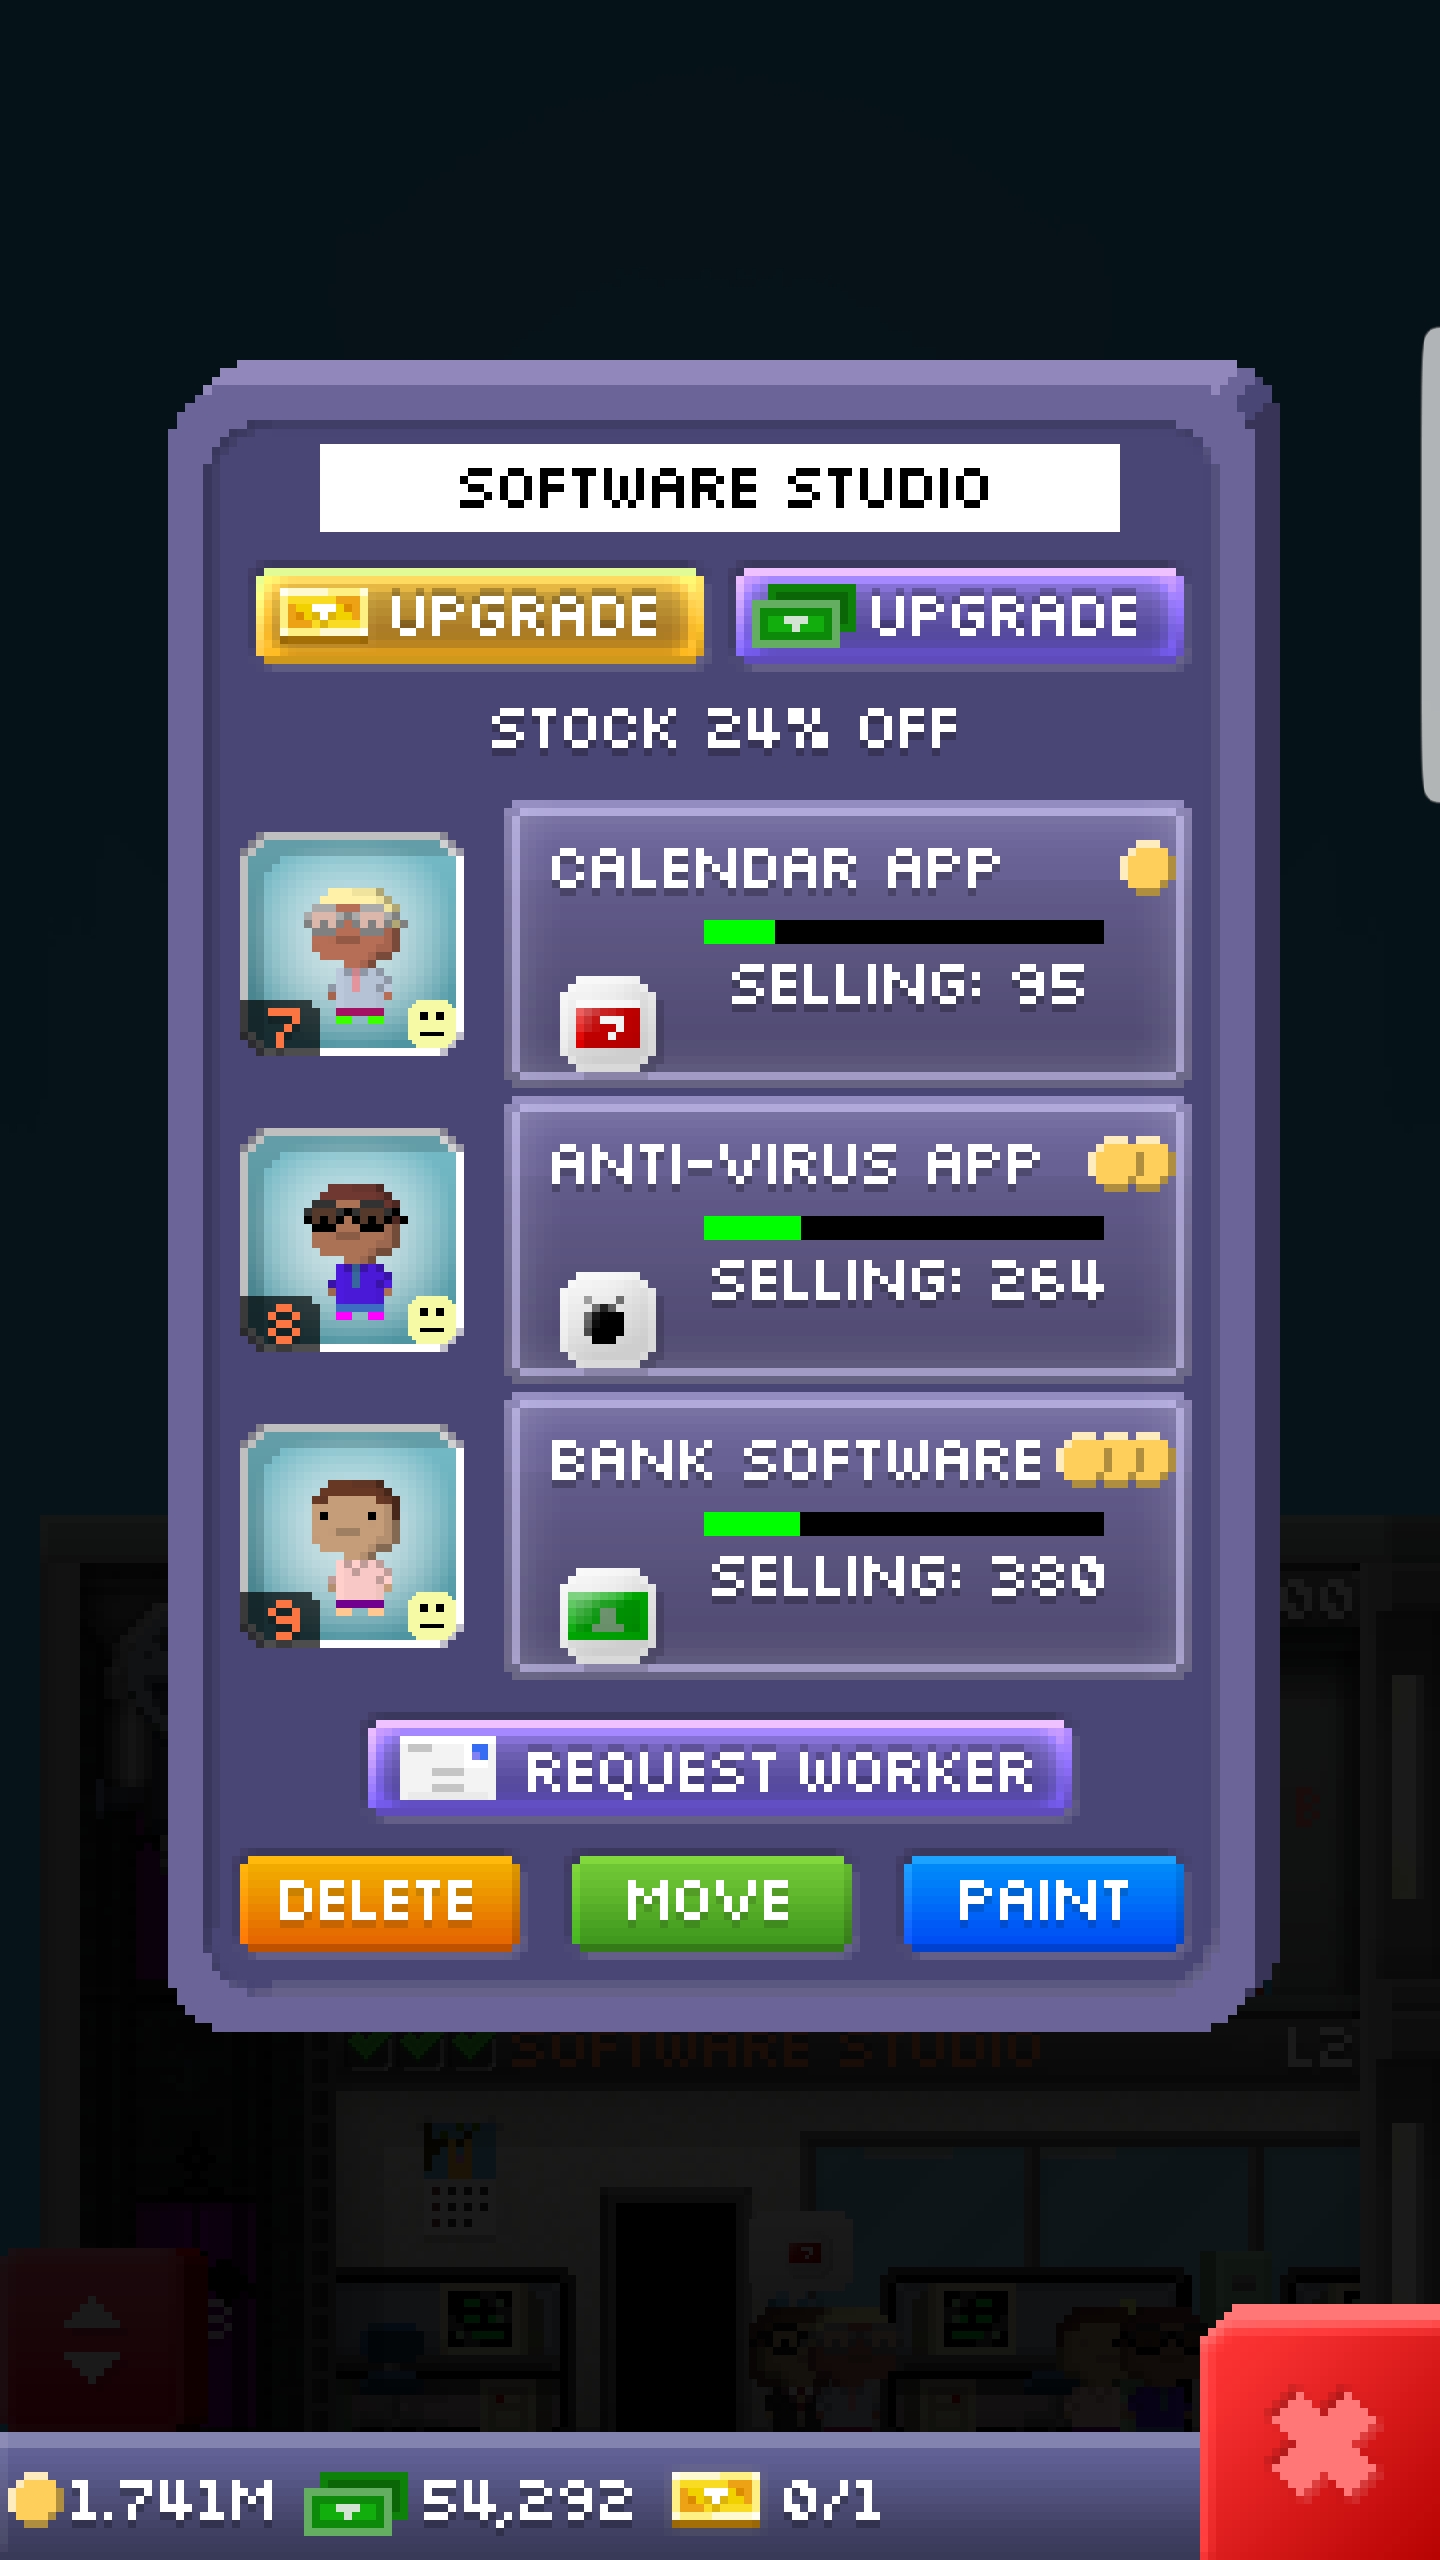 SOFTWARE STUDIO
UPGRADE UPGRADE
STOCK 24% OFF
CALENDAR APP
SELLING: 95
7
ANTI-VIRUS APP
SELLING: 264
8
BANK SOFTWARE
SELLING: 380
9
REQUEST WORKER
DELETE MOVE PAINT
SOFTWARE STUDIO L2
1.741M 54,292 0/1